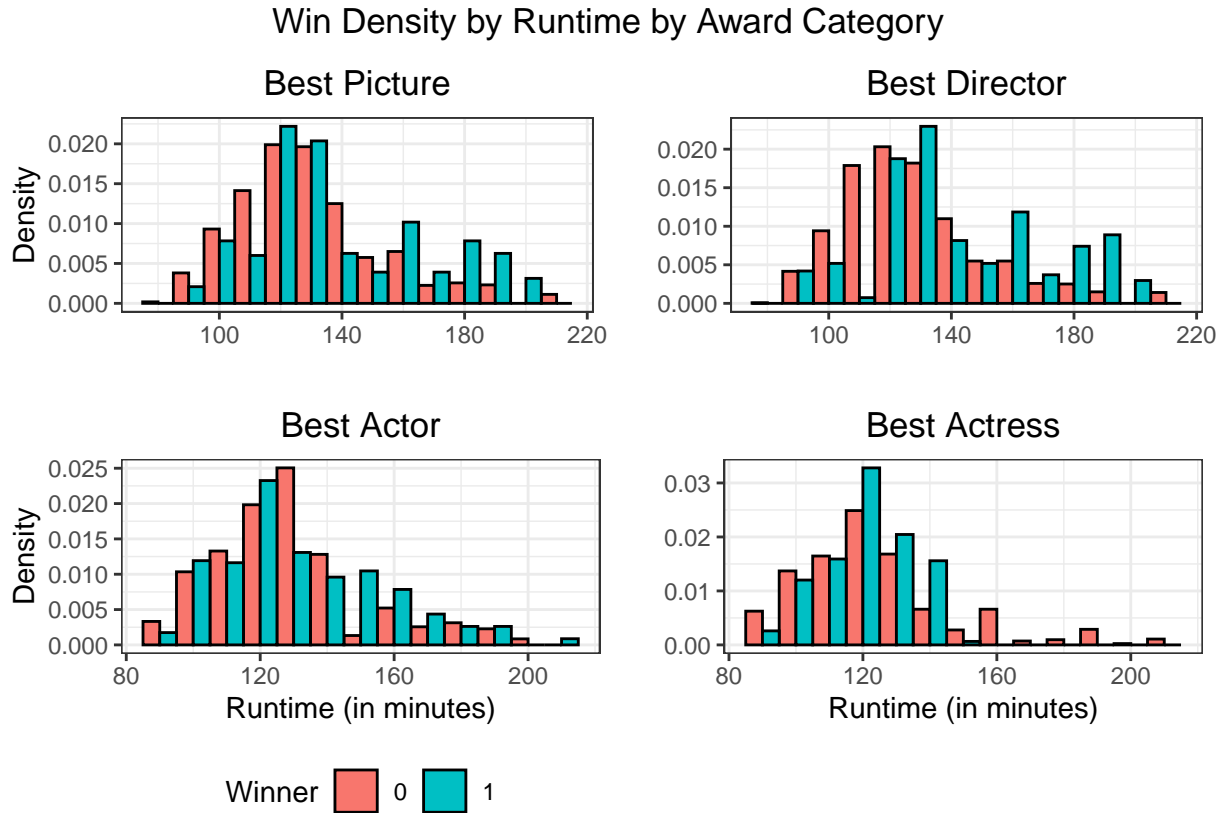 Win Density by Runtime by Award Category
Best Picture
Density
0.020
0.015
0.010
0.005
0.000
100 140 180 220
Best Director
0.020
0.015
0.010
0.005
0.000
100 140 180 220
Best Actor
Density
0.025
0.020
0.015
0.010
0.005
0.000
80 120 160 200
Runtime (in minutes)
Best Actress
0.03
0.02
0.01
0.00
80 120 160 200
Runtime (in minutes)
Winner 0 1